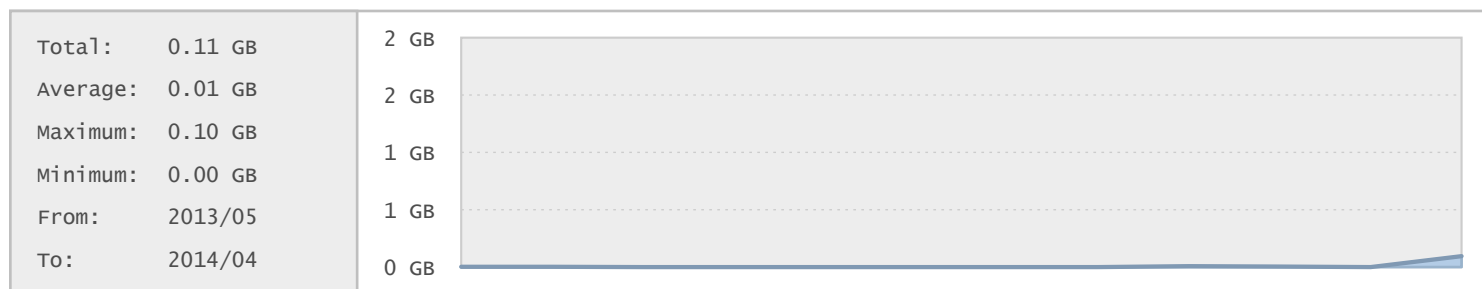 Total: 0.11 GB
Average: 0.01 GB
Maximum: 0.10 GB
Minimum: 0.00 GB
From: 2013/05
To: 2014/04
2 GB
2 GB
1 GB
1 GB
0 GB